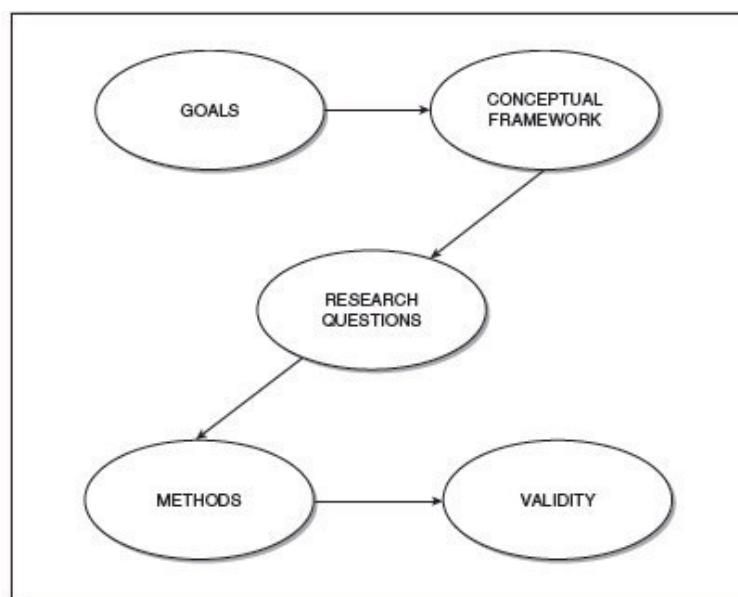 GOALS
CONCEPTUAL
FRAMEWORK
RESEARCH
QUESTIONS
METHODS
VALIDITY